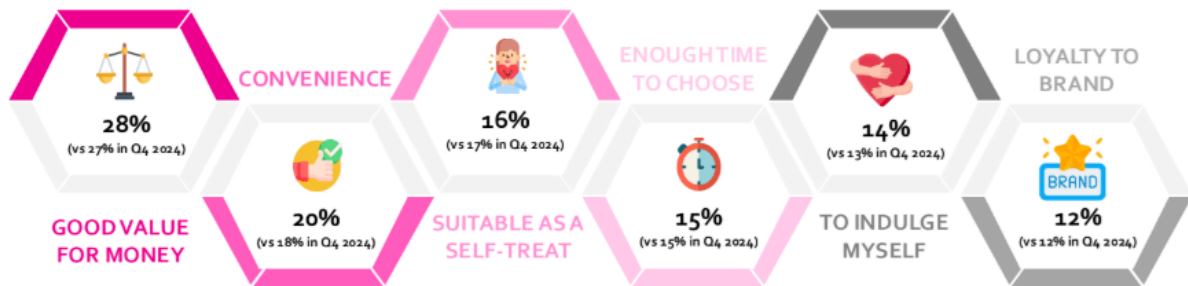 28%
(vs 27% in Q4 2024)
GOOD VALUE
FOR MONEY
CONVENIENCE
20%
(vs 18% in Q4 2024)
16%
(vs 17% in Q4 2024)
SUITABLE AS A
SELF-TREAT
ENOUGH TIME
TO CHOOSE
15%
(vs 15% in Q4 2024)
14%
(vs 13% in Q4 2024)
TO INDULGE
MYSELF
LOYALTY TO
BRAND
BRAND
12%
(vs 12% in Q4 2024)